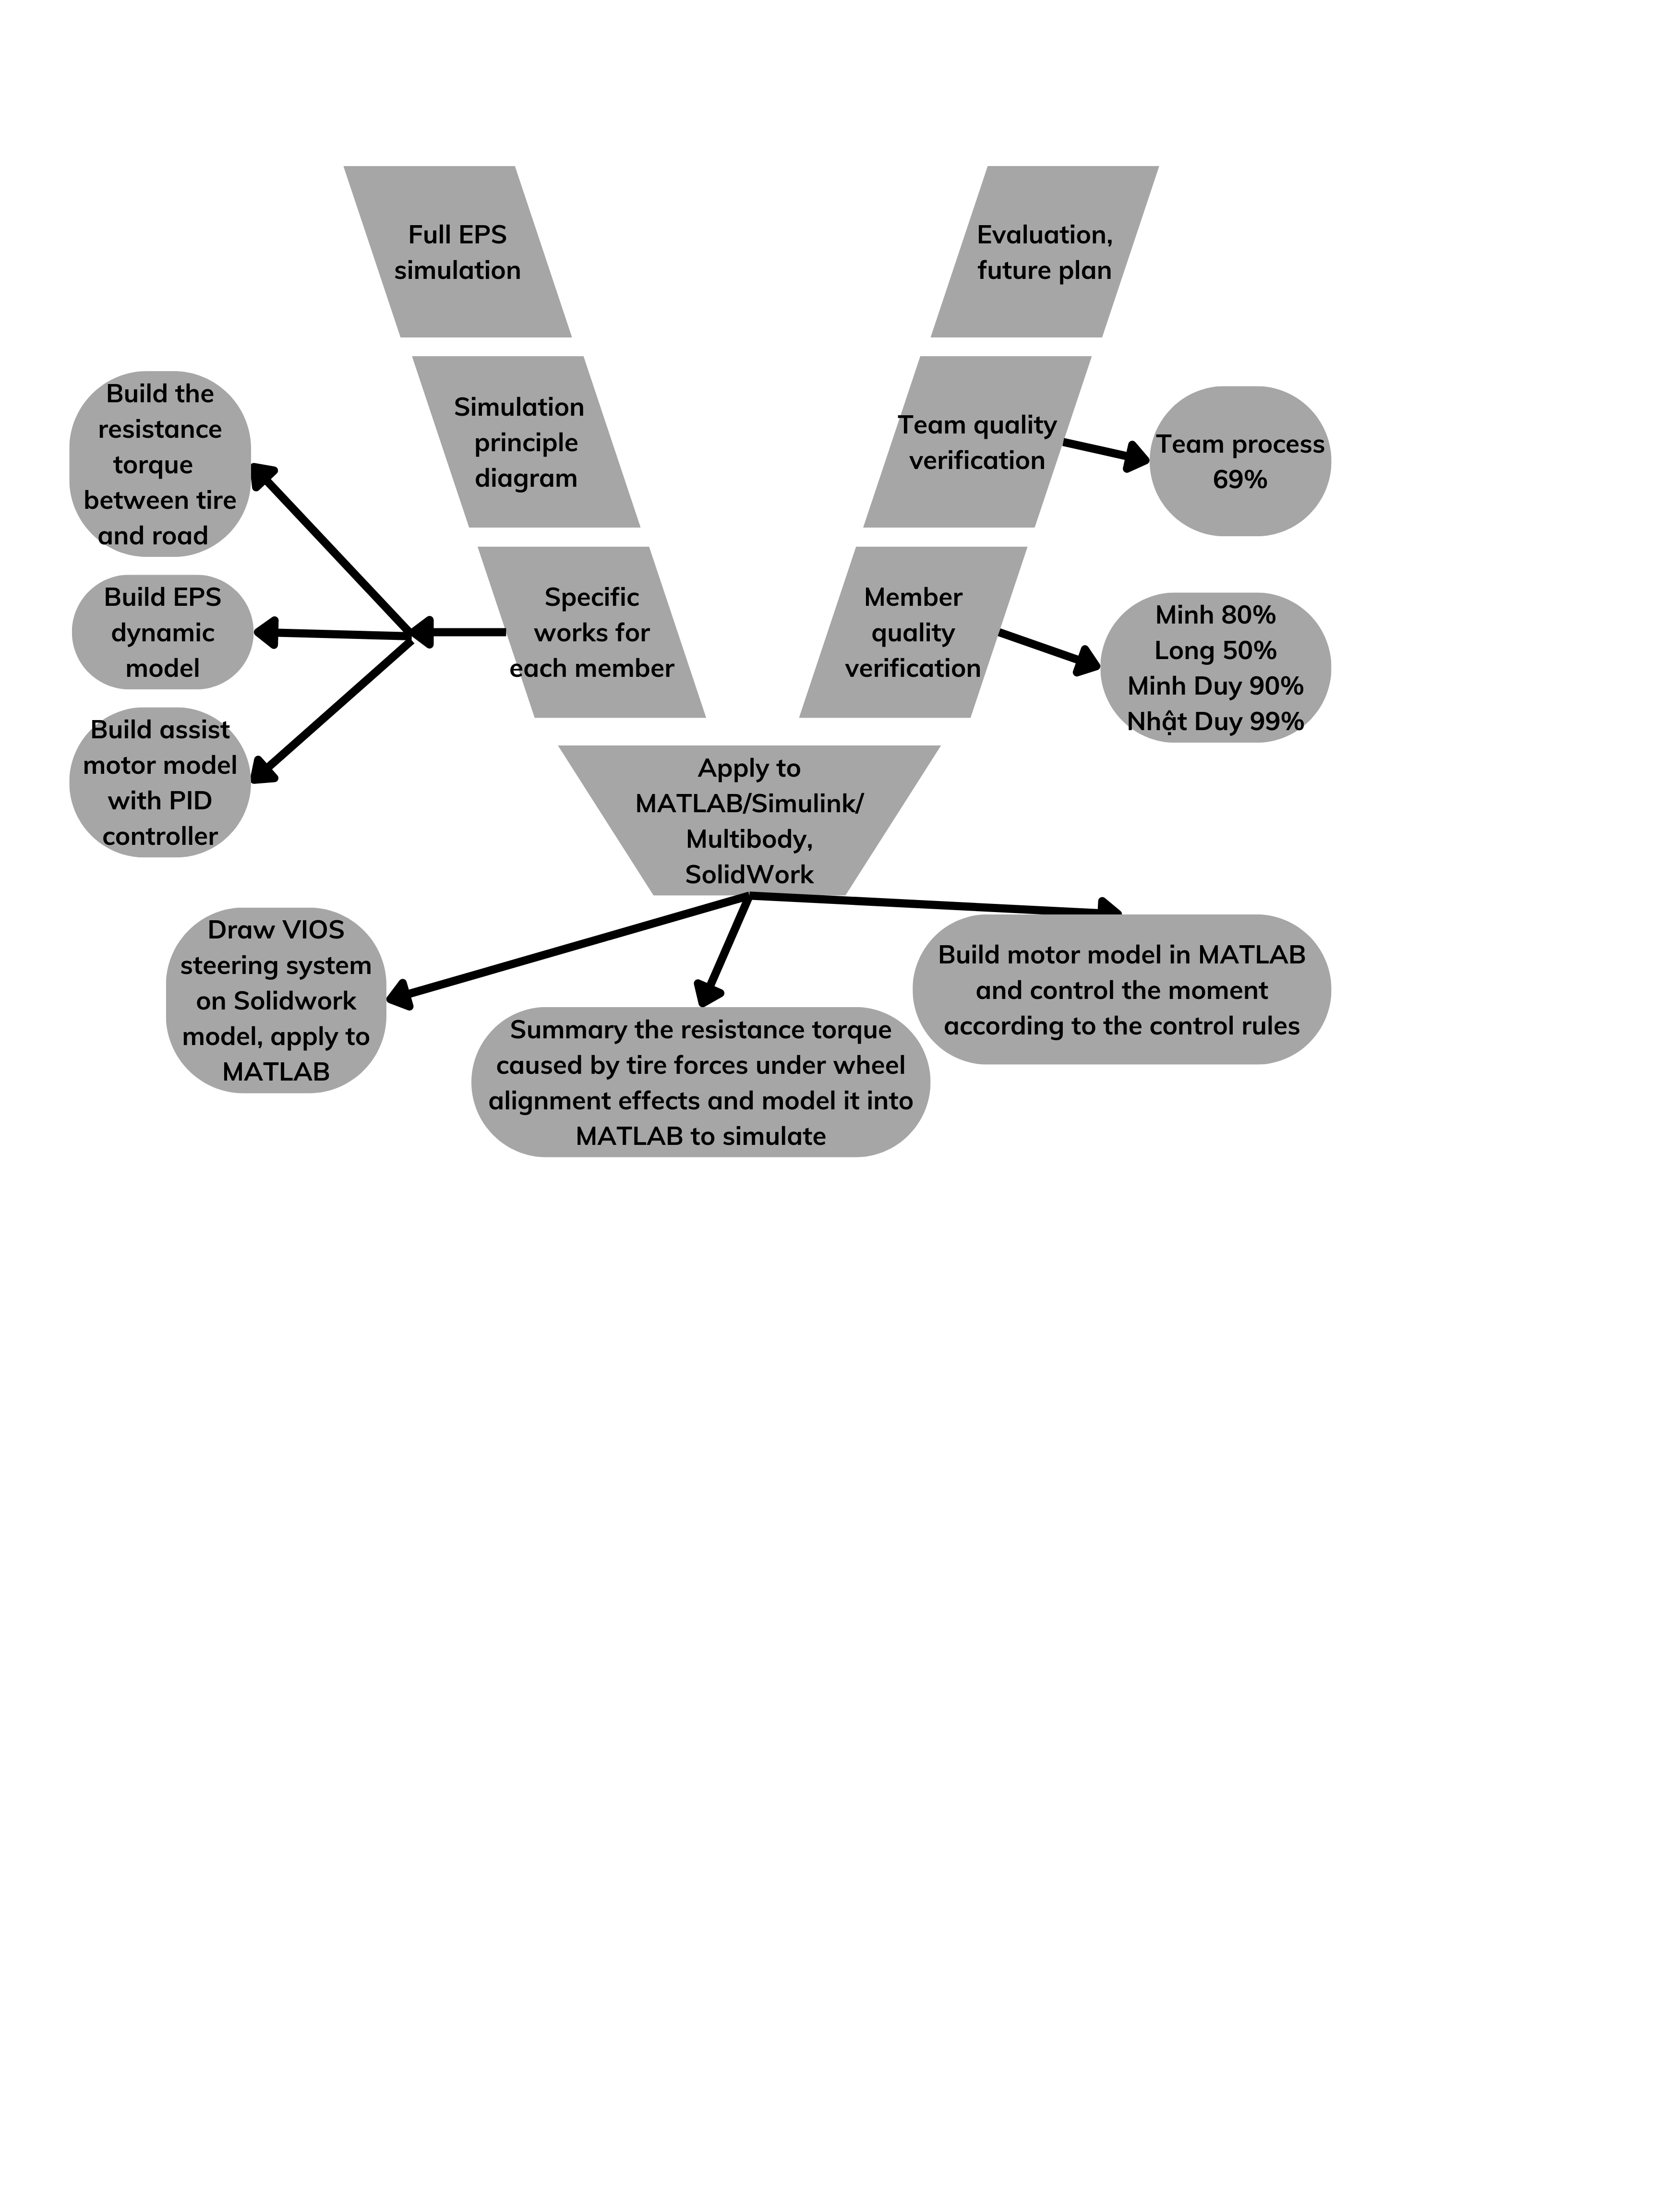 Full EPS
simulation
Simulation
principle
diagram
Specific
works for
each member
Build the
resistance
torque
between tire
and road
Build EPS
dynamic
model
Build assist
motor model
with PID
controller
Apply to
MATLAB/Simulink/
Multibody,
SolidWork
Draw VIOS
steering system
on Solidwork
model, apply to
MATLAB
Summary the resistance torque
caused by tire forces under wheel
alignment effects and model it into
MATLAB to simulate
Build motor model in MATLAB
and control the moment
according to the control rules
Member
quality
verification
Minh 80%
Long 50%
Minh Duy 90%
Nhật Duy 99%
Team quality
verification
Team process
69%
Evaluation,
future plan